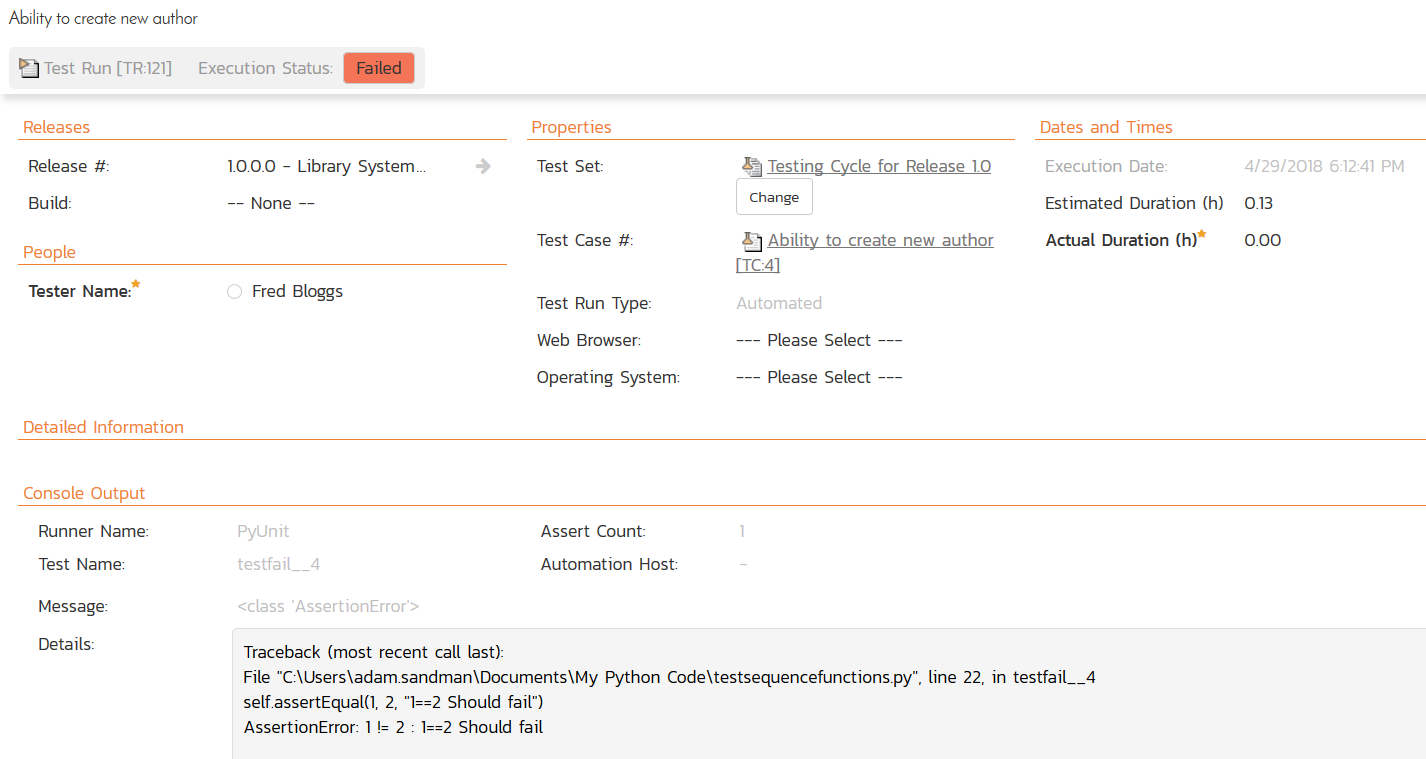 Ability to create new author
Test Run [TR:121] Execution Status: Failed
Releases
Release #: 1.0.0.0 - Library System...
Build: -- None --
People
Tester Name: Fred Bloggs
Properties
Test Set: Testing Cycle for Release 1.0
Change
Test Case #: Ability to create new author
[TC:4]
Test Run Type: Automated
Web Browser: --- Please Select ---
Operating System: --- Please Select ---
Dates and Times
Execution Date: 4/29/2018 6:12:41 PM
Estimated Duration (h) 0.13
Actual Duration (h) 0.00
Detailed Information
Console Output
Runner Name: PyUnit Assert Count: 1
Test Name: testfail__4 Automation Host: -
Message: <class 'AssertionError'>
Details:
Traceback (most recent call last):
File "C:\Users\adam.sandman\Documents\My Python Code\testsequencefunctions.py", line 22, in testfail__4
self.assertEqual(1, 2, "1==2 Should fail")
AssertionError: 1 != 2 : 1==2 Should fail